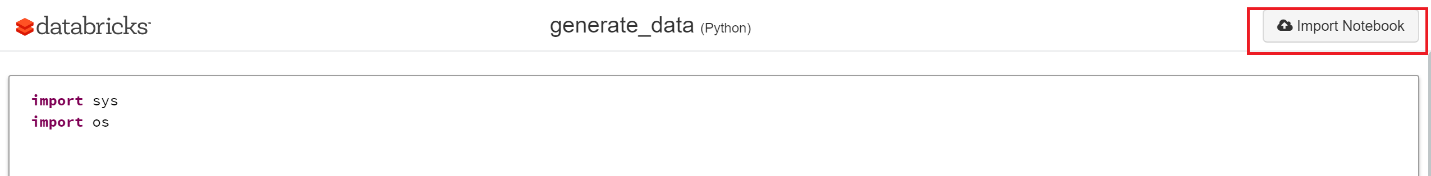 databricks
generate_data (Python)
Import Notebook
import sys
import os